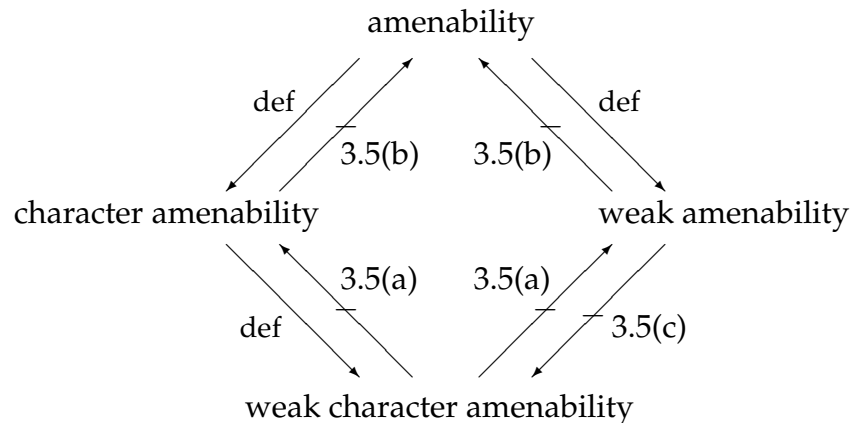 amenability
def
def
3.5(b)
3.5(b)
character amenability
weak amenability
3.5(a)
3.5(a)
def
3.5(c)
weak character amenability